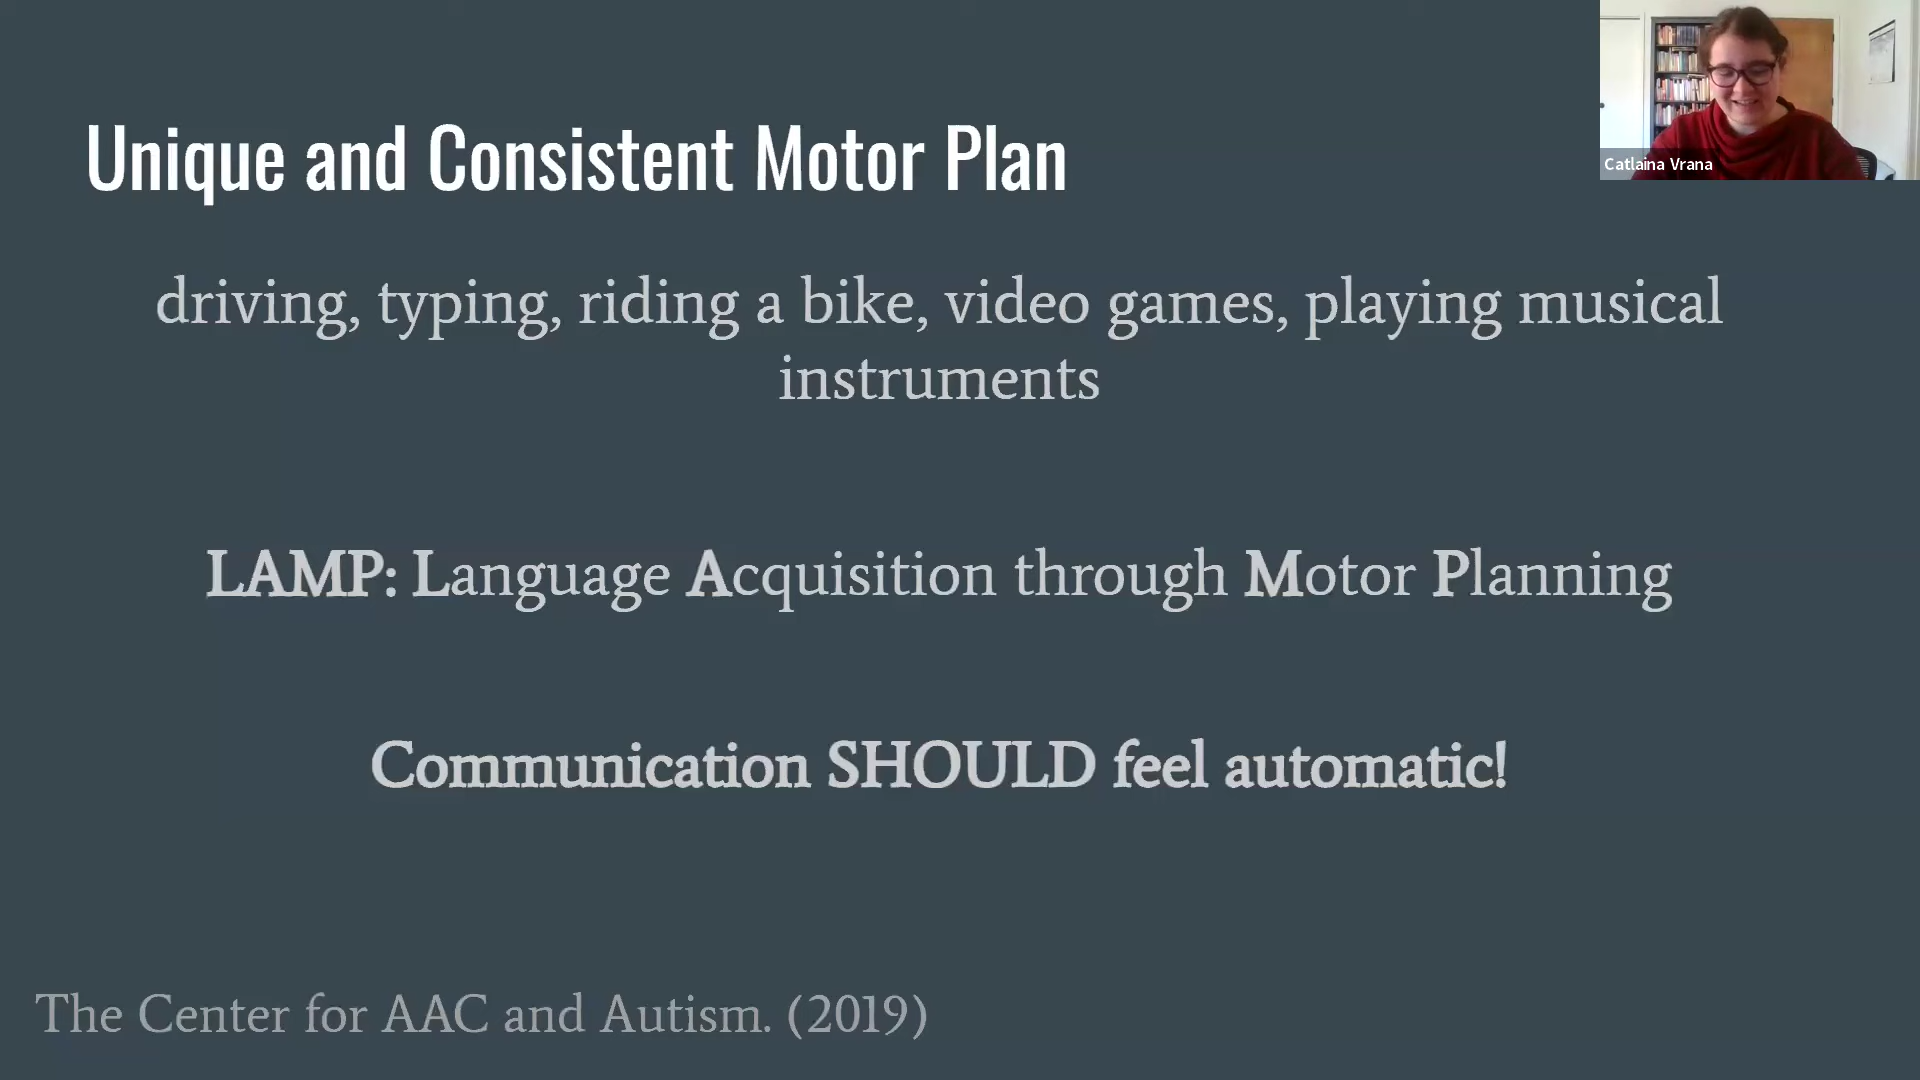 Unique and Consistent Motor Plan
Catlaina Vrana
driving, typing, riding a bike, video games, playing musical
instruments
LAMP: Language Acquisition through Motor Planning
Communication SHOULD feel automatic!
The Center for AAC and Autism. (2019)